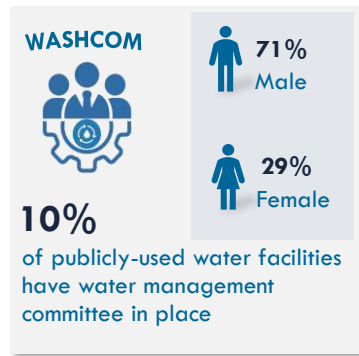 WASHCOM
71%
Male
29%
Female
10%
of publicly-used water facilities
have water management
committee in place